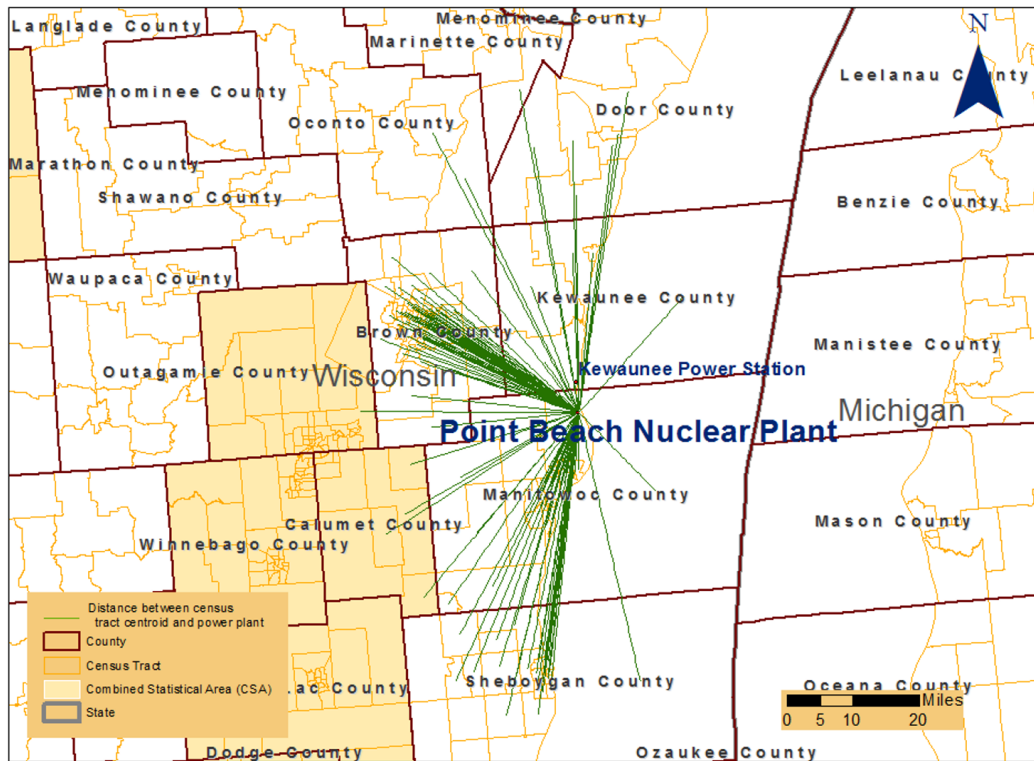 Langlade County
Menominee County
Marinette County
N
Leelanau County
Menominee County
Door County
Oconto County
Marathon County
Shawano County
Benzie County
Waupaca County
Kewaunee County
Brown County
Manistee County
Outagamie County
Wisconsin
Kewaunee Power Station
Michigan
Point Beach Nuclear Plant
Manitowoc County
Mason County
Calumet County
Winnebago County
Distance between census
tract centroid and power plant
County
Census Tract
Combined Statistical Area (CSA)
State
Lac County
Sheboygan County
Oceana County
Miles
0 5 10 20
Dodge County
Ozaukee County